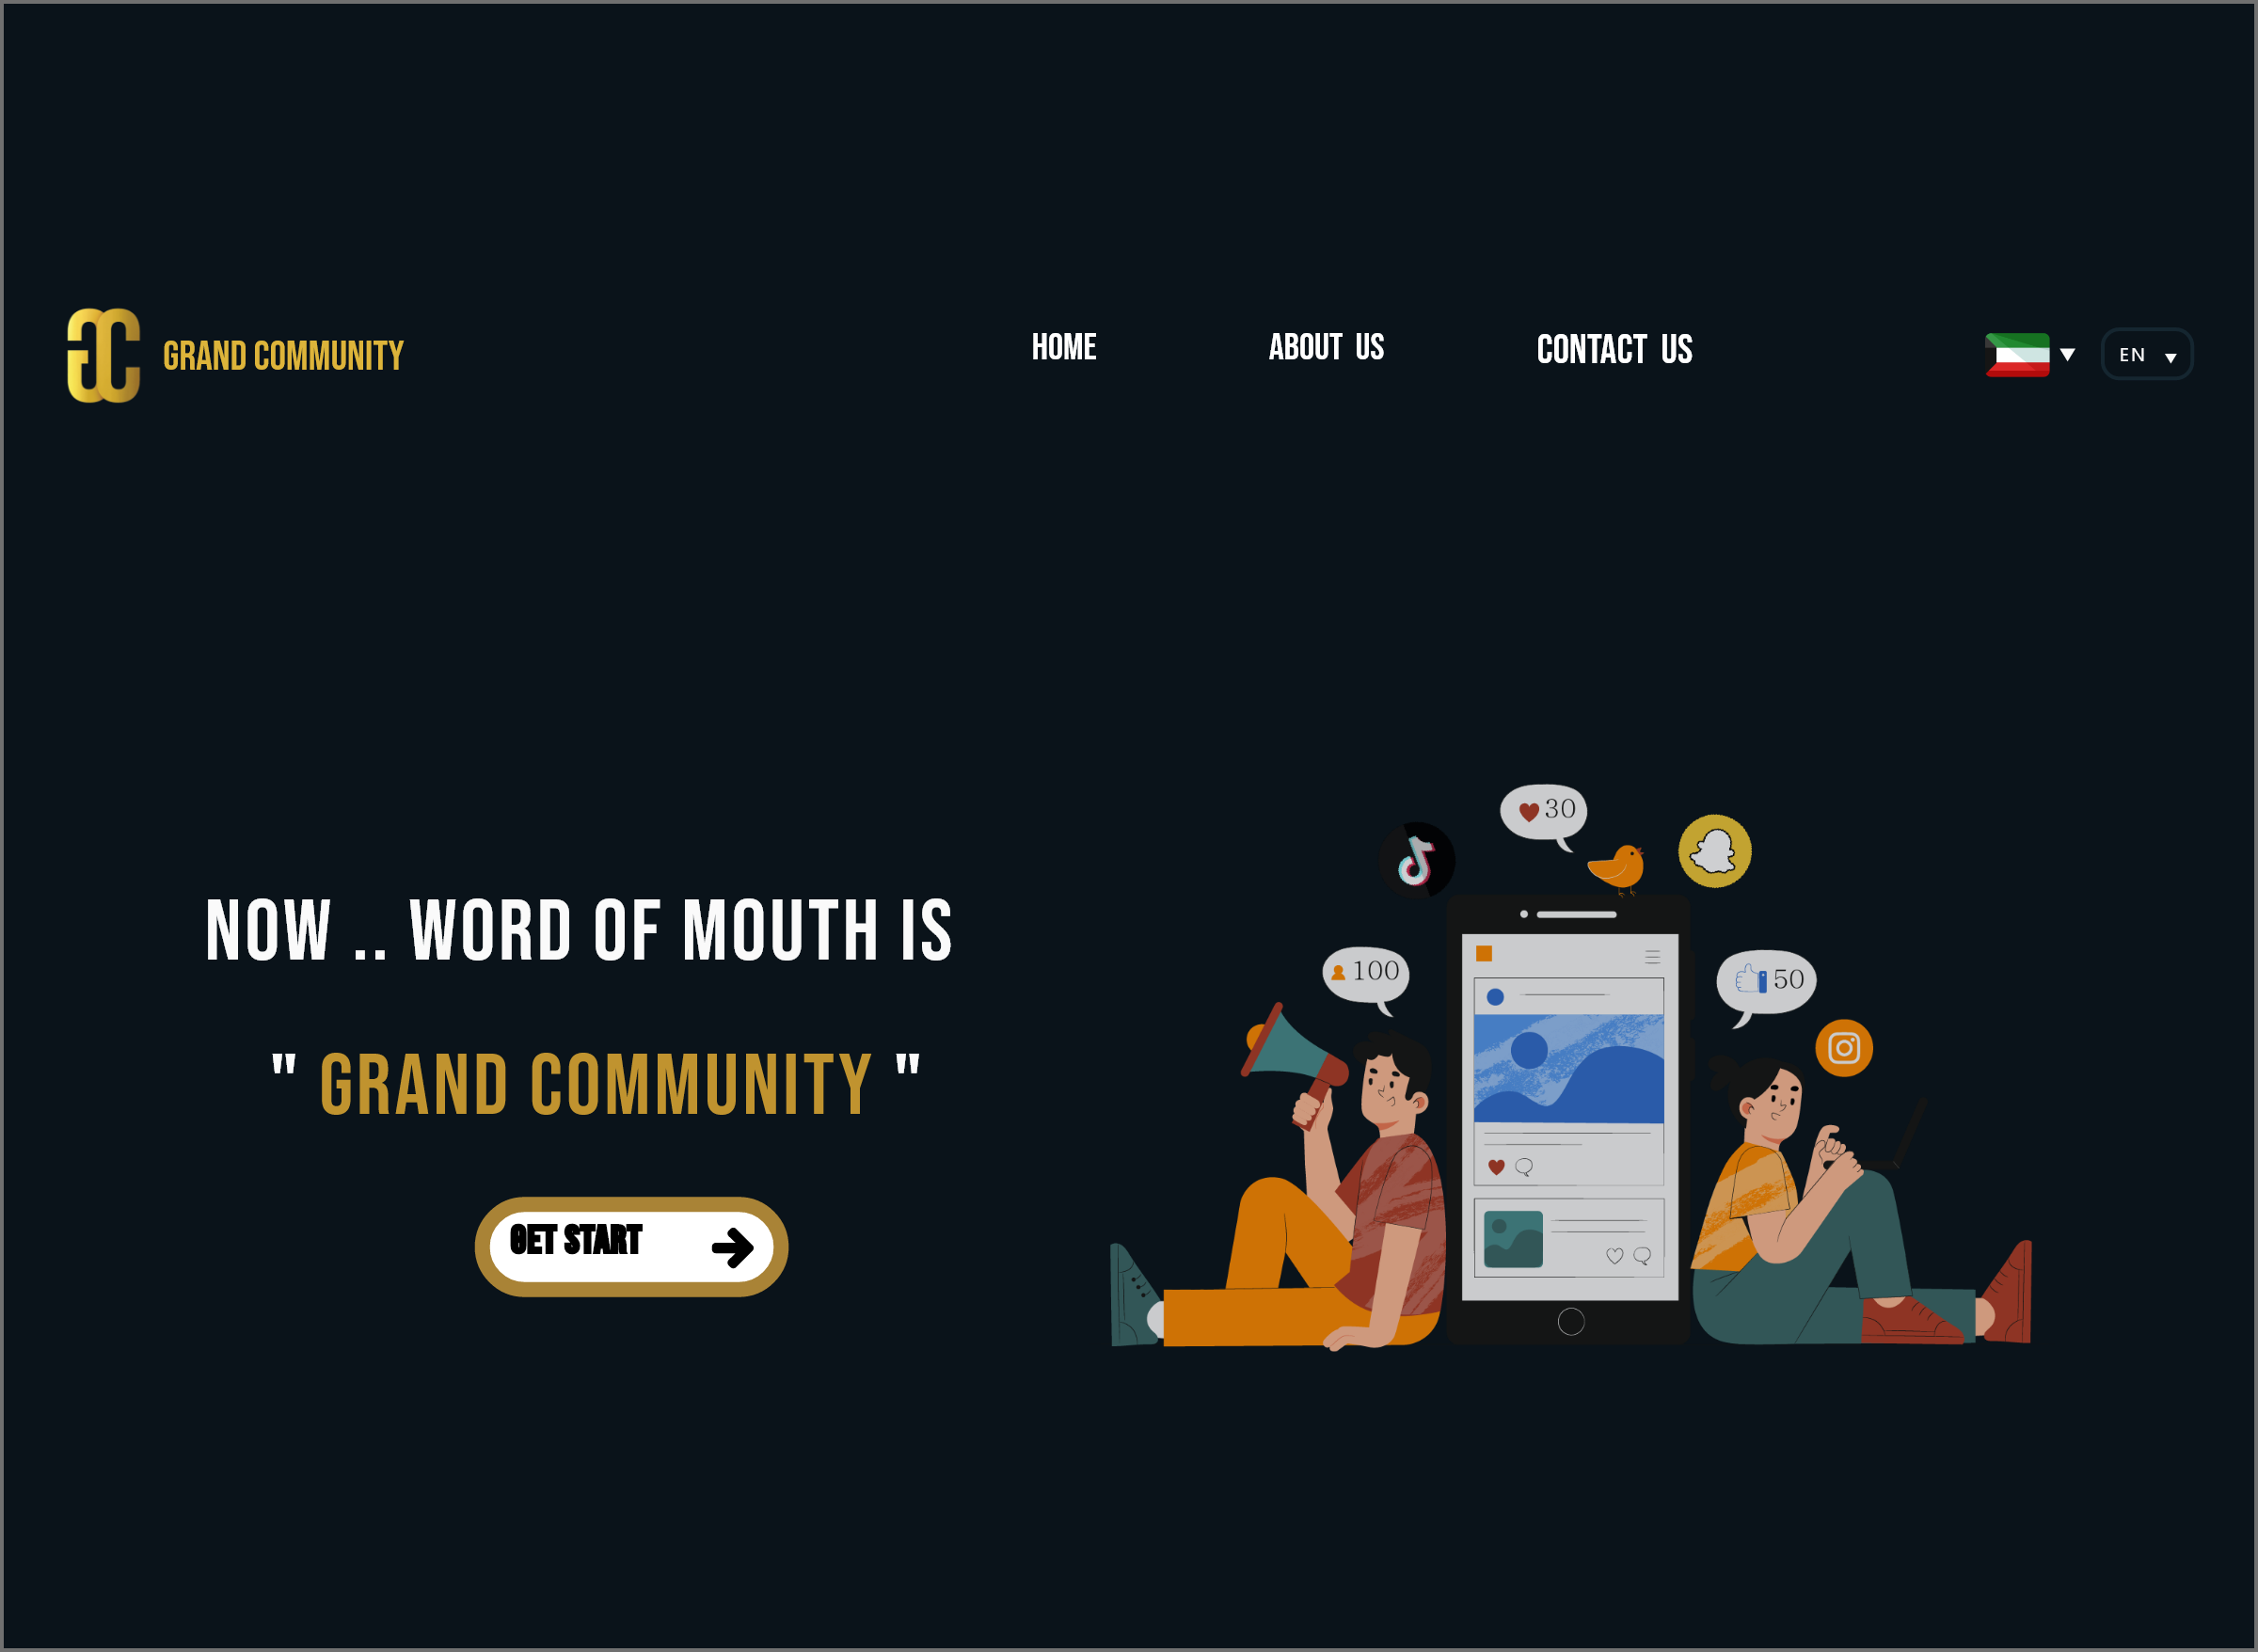 GC
GRAND COMMUNITY
HOME
ABOUT US
CONTACT US
EN
30
100
50
NOW .. WORD OF MOUTH IS
" GRAND COMMUNITY "
GET START